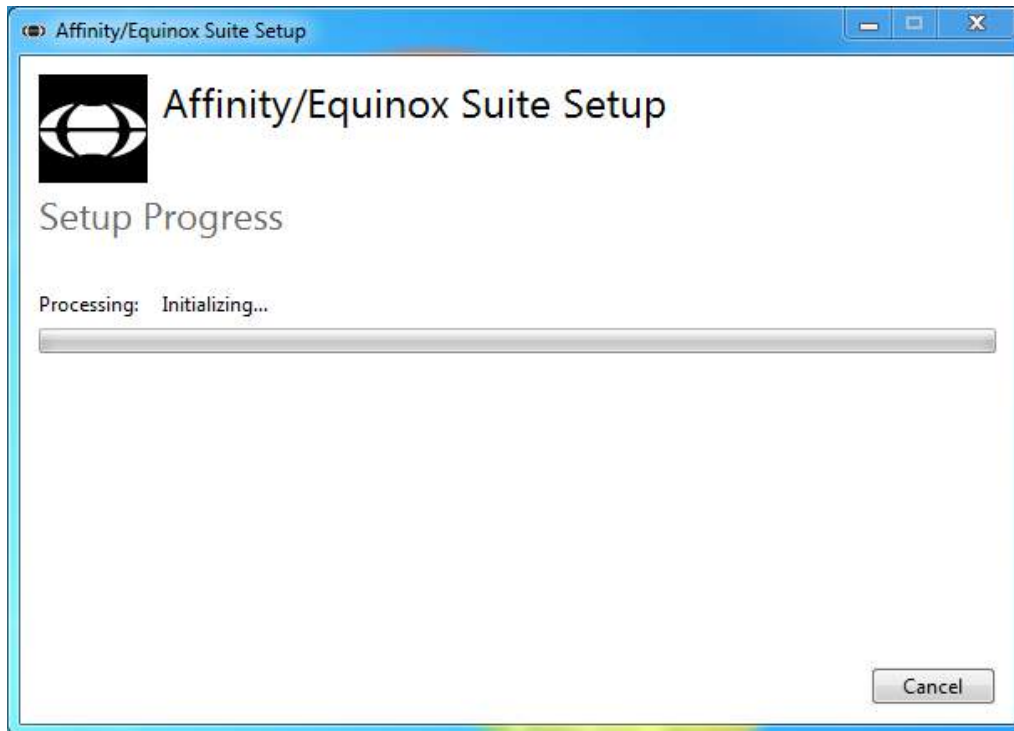 Affinity/Equinox Suite Setup
Affinity/Equinox Suite Setup
Setup Progress
Processing: Initializing...
Cancel